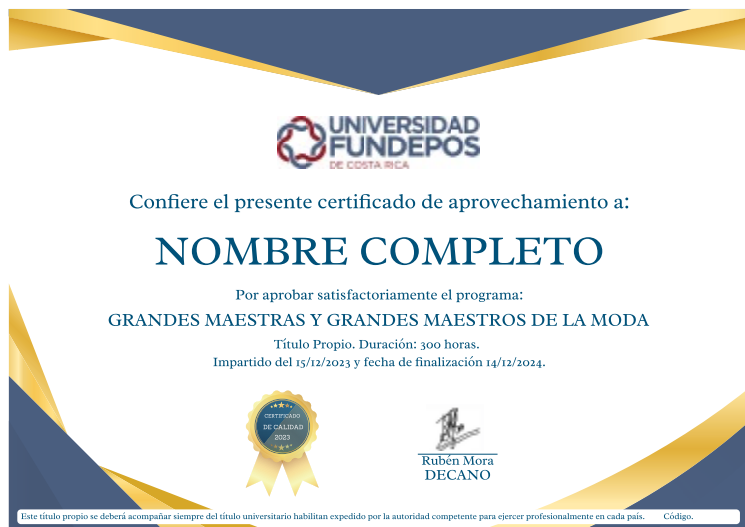 UNIVERSIDAD
FUNDEPOS
DE COSTA RICA
Confiere el presente certificado de aprovechamiento a:
NOMBRE COMPLETO
Por aprobar satisfactoriamente el programa:
GRANDES MAESTRAS Y GRANDES MAESTROS DE LA MODA
Título Propio. Duración: 300 horas.
Impartido del 15/12/2023 y fecha de finalización 14/12/2024.
CERTIFICADO
DE CALIDAD
2023
Rubén Mora
DECANO
Este título propio se deberá acompañar siempre del título universitario habilitan expedido por la autoridad competente para ejercer profesionalmente en cada país. Código.